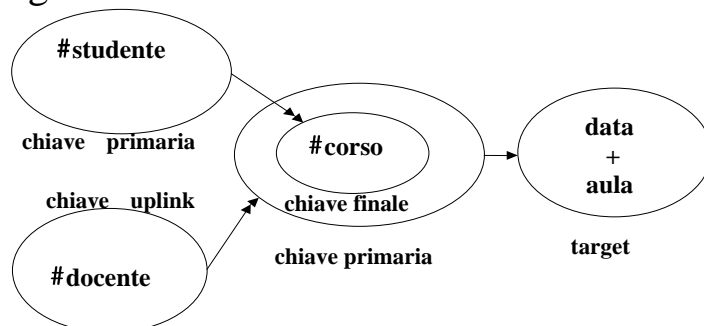 #studente
chiave primaria
chiave uplink
#docente
#corso
chiave finale
chiave primaria
data
+
aula
target